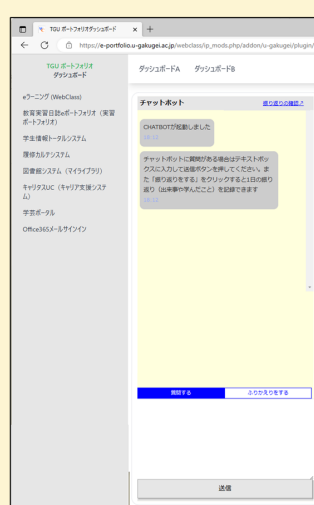 TGU ポートフォリオダッシュボード
https://e-portfolio.u-gakugei.ac.jp/webclass/ip_mods.php/addon/u-gakugei/plugin/
TGU ポートフォリオ
ダッシュボード
eラーニング (WebClass)
教育実習日誌eポートフォリオ（実習
ポートフォリオ）
学生情報トータルシステム
履修カルテシステム
図書館システム（マイライブラリ）
キャリタスUC（キャリア支援システ
ム）
学芸ポータル
Office365メールサインイン
ダッシュボードA ダッシュボードB
チャットボット
振り返りの確認
CHATBOTが起動しました
チャットボットに質問がある場合はテキストボッ
クスに入力して送信ボタンを押してください。ま
た「振り返りをする」をクリックすると1日の振り
返り（出来事や学んだこと）を記録できます
質問する
ふりかえりをする
送信